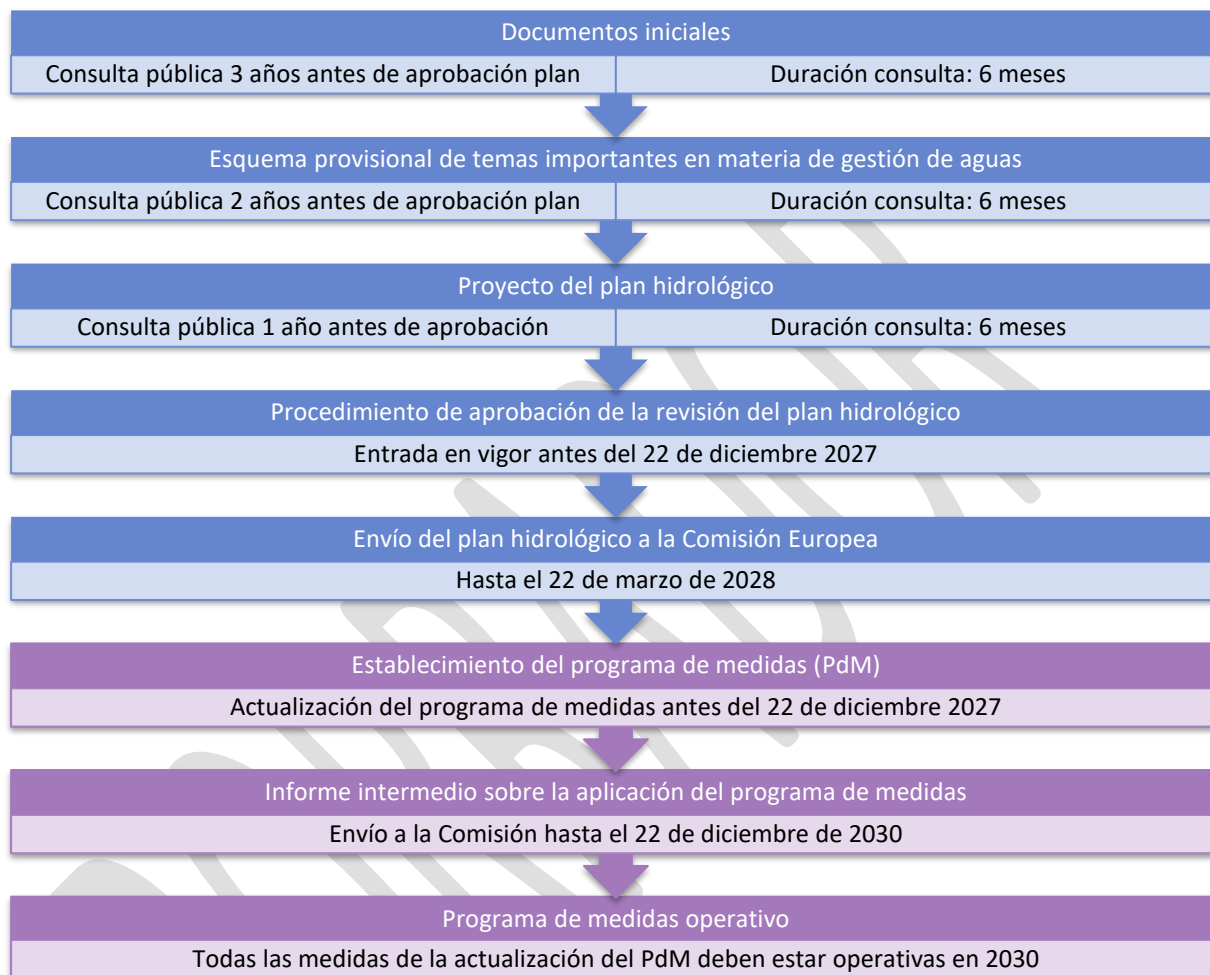 Documentos iniciales
Consulta pública 3 años antes de aprobación plan
Duración consulta: 6 meses
Esquema provisional de temas importantes en materia de gestión de aguas
Consulta pública 2 años antes de aprobación plan
Duración consulta: 6 meses
Proyecto del plan hidrológico
Consulta pública 1 año antes de aprobación
Duración consulta: 6 meses
Procedimiento de aprobación de la revisión del plan hidrológico
Entrada en vigor antes del 22 de diciembre 2027
Envío del plan hidrológico a la Comisión Europea
Hasta el 22 de marzo de 2028
Establecimiento del programa de medidas (PdM)
Actualización del programa de medidas antes del 22 de diciembre 2027
Informe intermedio sobre la aplicación del programa de medidas
Envío a la Comisión hasta el 22 de diciembre de 2030
Programa de medidas operativo
Todas las medidas de la actualización del PdM deben estar operativas en 2030